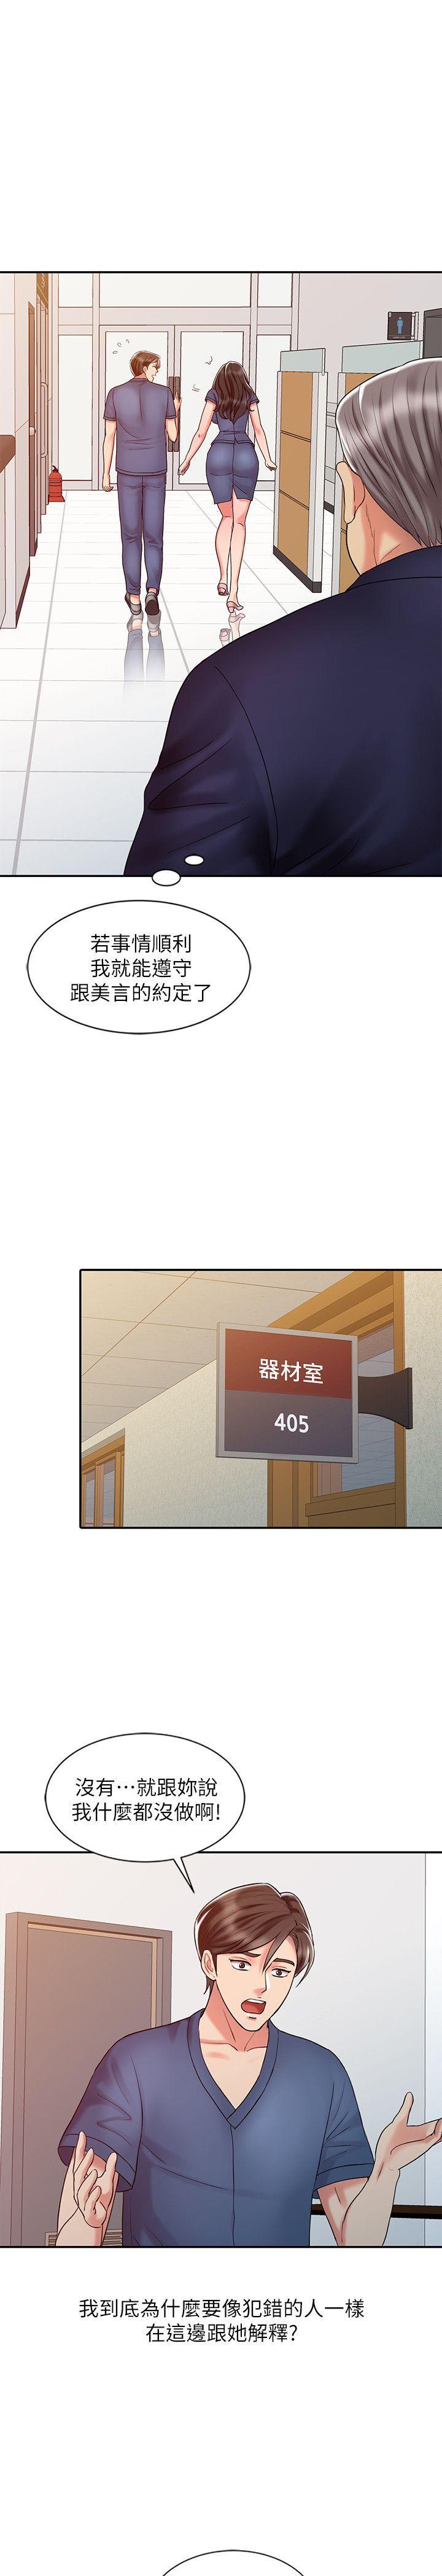 若事情順利
我就能遵守
跟美言的約定了
器材室
405
沒有⋯就跟妳說
我什麼都沒做啊!
我到底為什麼要像犯錯的人一樣
在這邊跟她解釋?